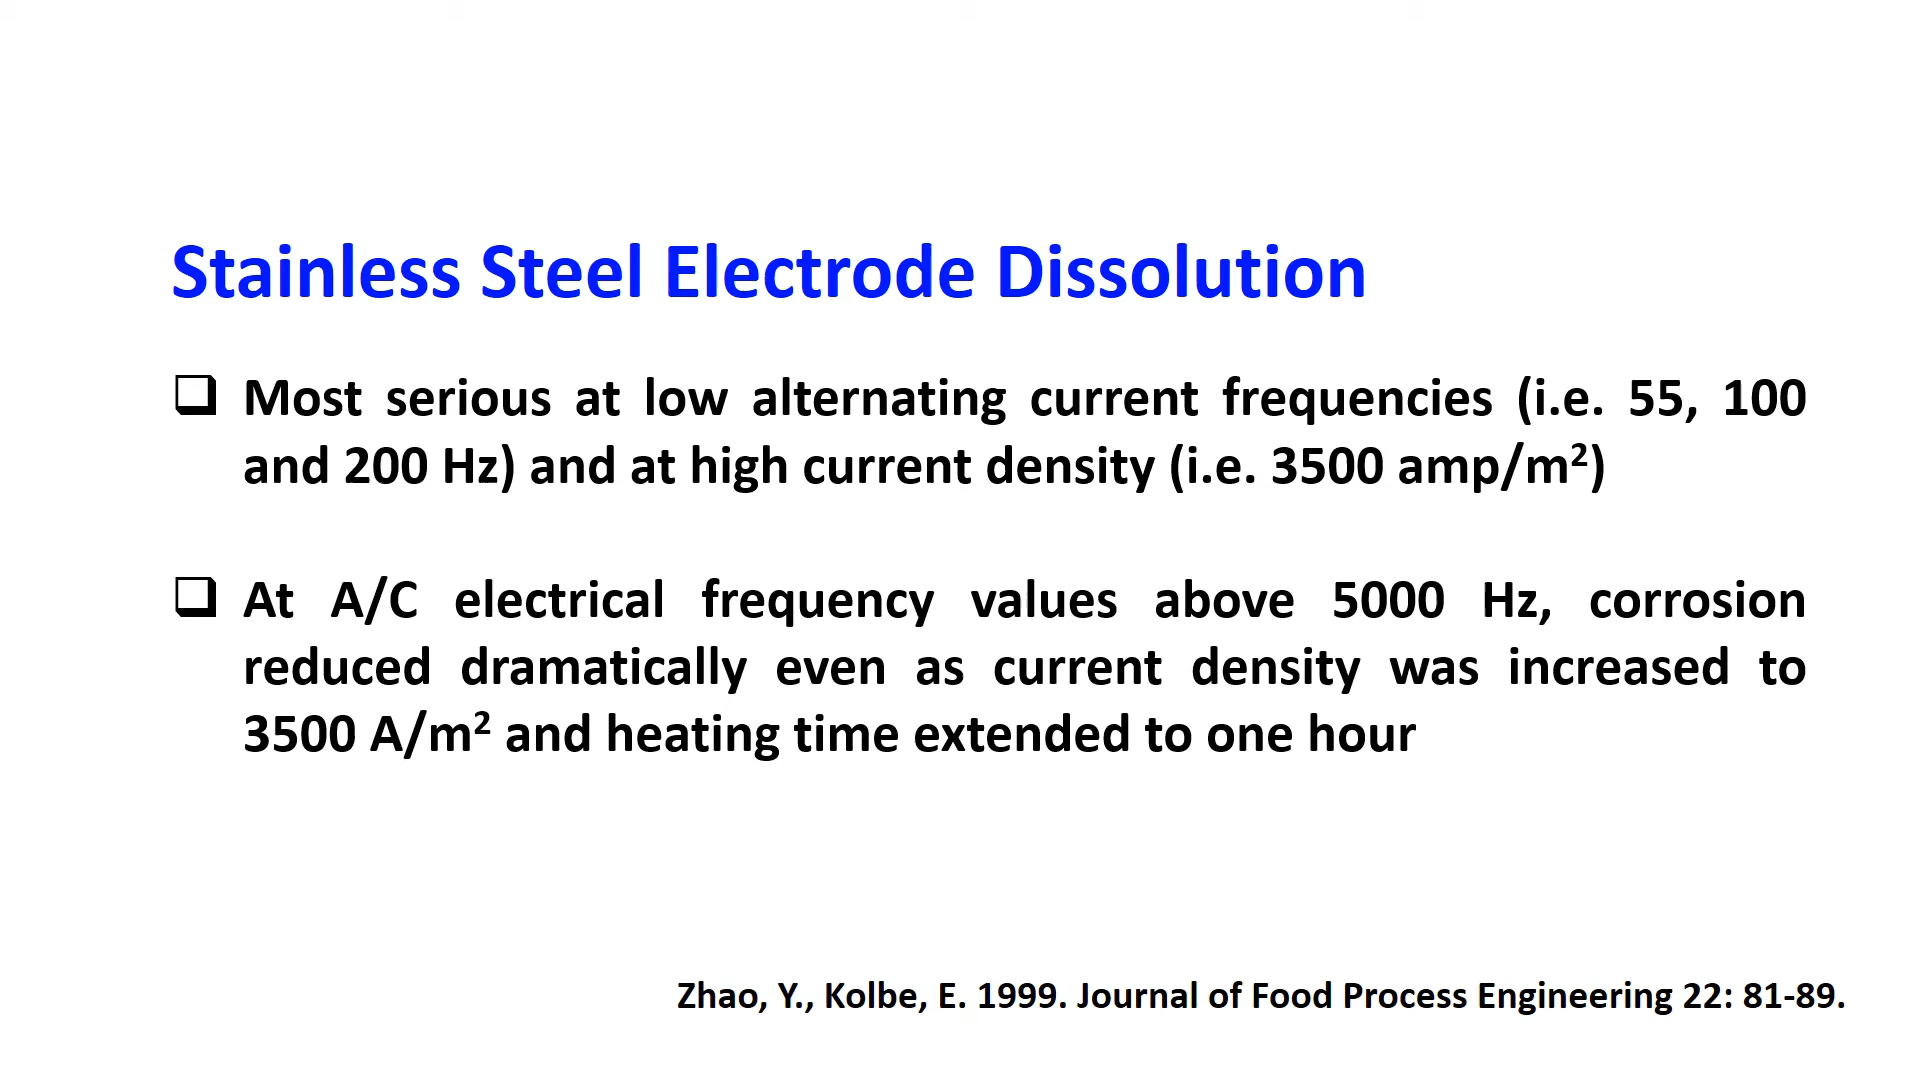 Stainless Steel Electrode Dissolution
❑ Most serious at low alternating current frequencies (i.e. 55, 100
and 200 Hz) and at high current density (i.e. 3500 amp/m²)
❑ At A/C electrical frequency values above 5000 Hz, corrosion
reduced dramatically even as current density was increased to
3500 A/m² and heating time extended to one hour
Zhao, Y., Kolbe, E. 1999. Journal of Food Process Engineering 22: 81-89.